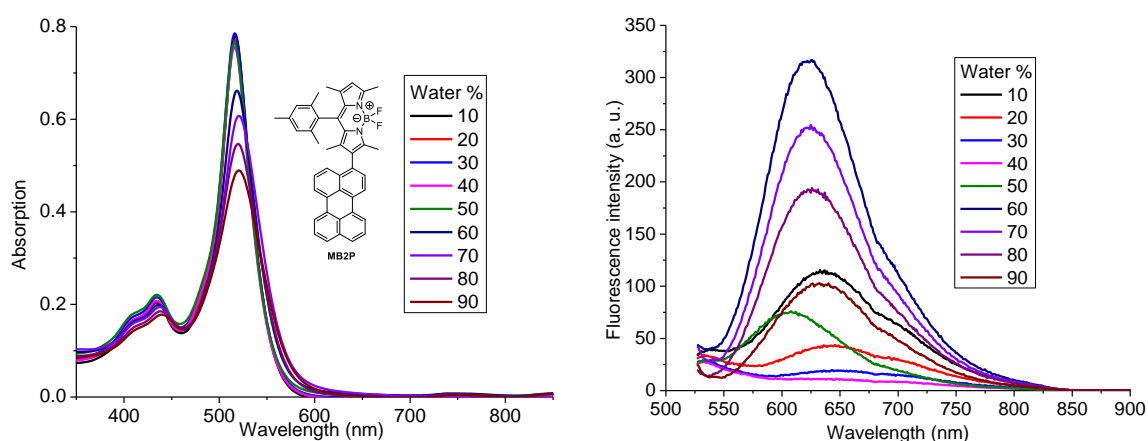 0.8
0.6
0.4
0.2
0.0
Absorption
400 500 600 700 800
Wavelength (nm)
N
N
⊕
⊖B
F
F
MB2P
Water %
10
20
30
40
50
60
70
80
90
350
300
250
200
150
100
50
0
Fluorescence intensity (a. u.)
500 550 600 650 700 750 800 850 900
Wavelength (nm)
Water %
10
20
30
40
50
60
70
80
90